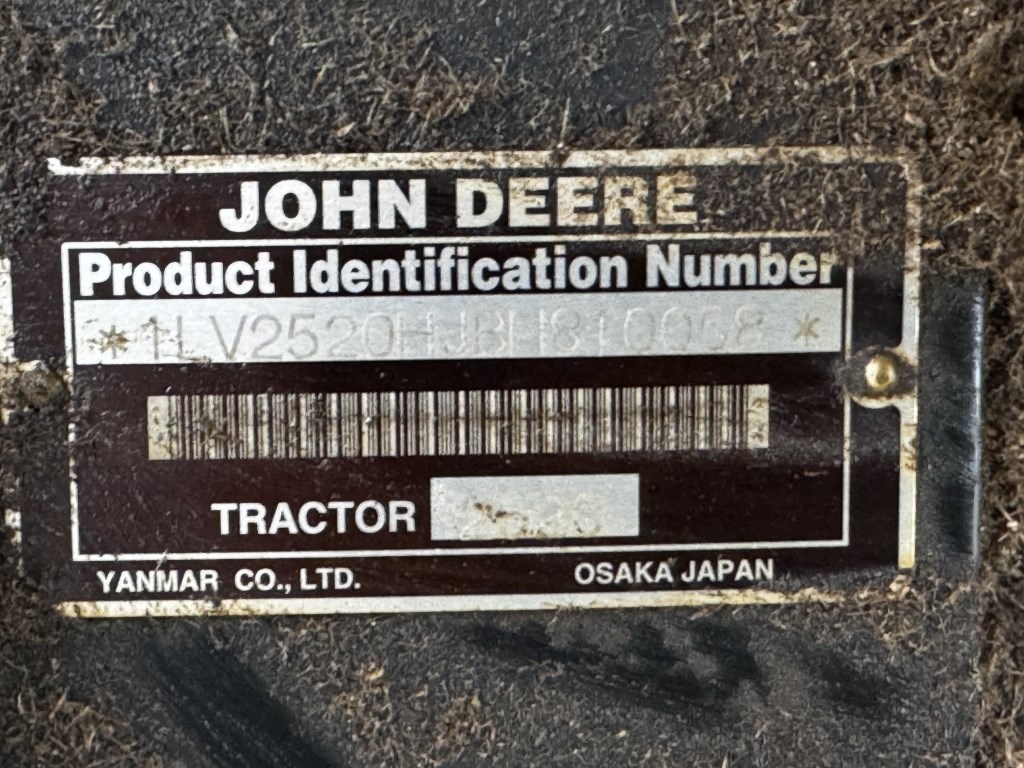 JOHN DEERE
Product Identification Number
*1LV2520HJBH810058*
TRACTOR
YANMAR CO., LTD.
OSAKA JAPAN